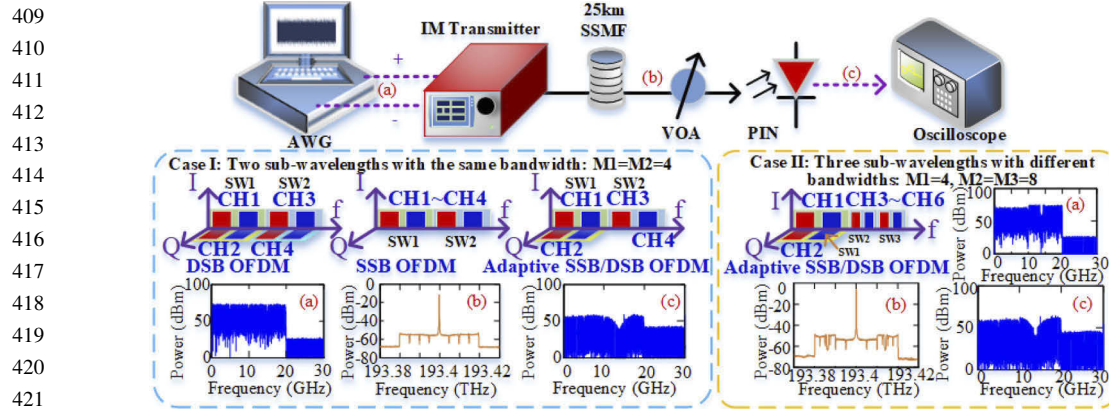 409
410
411
412
413
414
415
416
417
418
419
420
421
25km
SSMF
IM Transmitter
+
(a)
-
(b)
(c)
AWG
VOA
PIN
Oscilloscope
Case I: Two sub-wavelengths with the same bandwidth: M1=M2=4
I
SW1 SW2
CH1 CH3
f
Q
CH2 CH4
DSB OFDM
I
CH1~CH4
f
Q
SW1 SW2
SSB OFDM
I
SW1 SW2
CH1 CH3
f
Q
CH2
CH4
Adaptive SSB/DSB OFDM
Power (dBm)
100
50
0
(a)
0 10 20 30
Frequency (GHz)
Power (dBm)
0
-20
-40
-60
-80
(b)
193.38 193.4 193.42
Frequency (THz)
Power (dBm)
100
50
0
(c)
0 10 20 30
Frequency (GHz)
Case II: Three sub-wavelengths with different
bandwidths: M1=4, M2=M3=8
I
CH1 CH3~CH6
f
Q
CH2
SW1
SW2
SW3
Adaptive SSB/DSB OFDM
Power (dBm)
100
50
0
(a)
0 10 20 30
Frequency (GHz)
Power (dBm)
0
-20
-40
-60
-80
(b)
193.38 193.4 193.42
Frequency (THz)
Power (dBm)
100
50
0
(c)
0 10 20 30
Frequency (GHz)